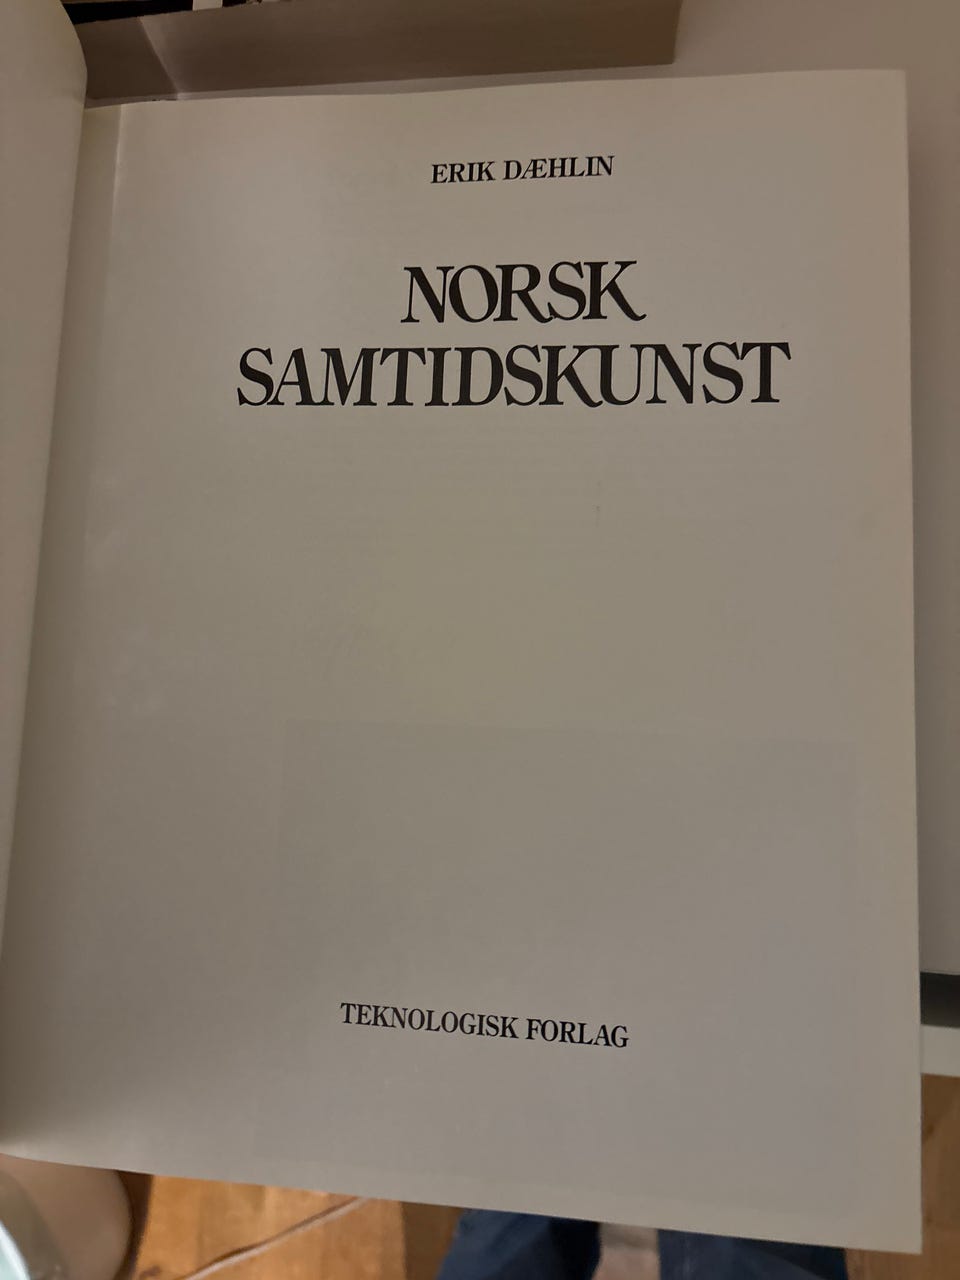 ERIK DÆHLIN
NORSK
SAMTIDSKUNST
TEKNOLOGISK FORLAG